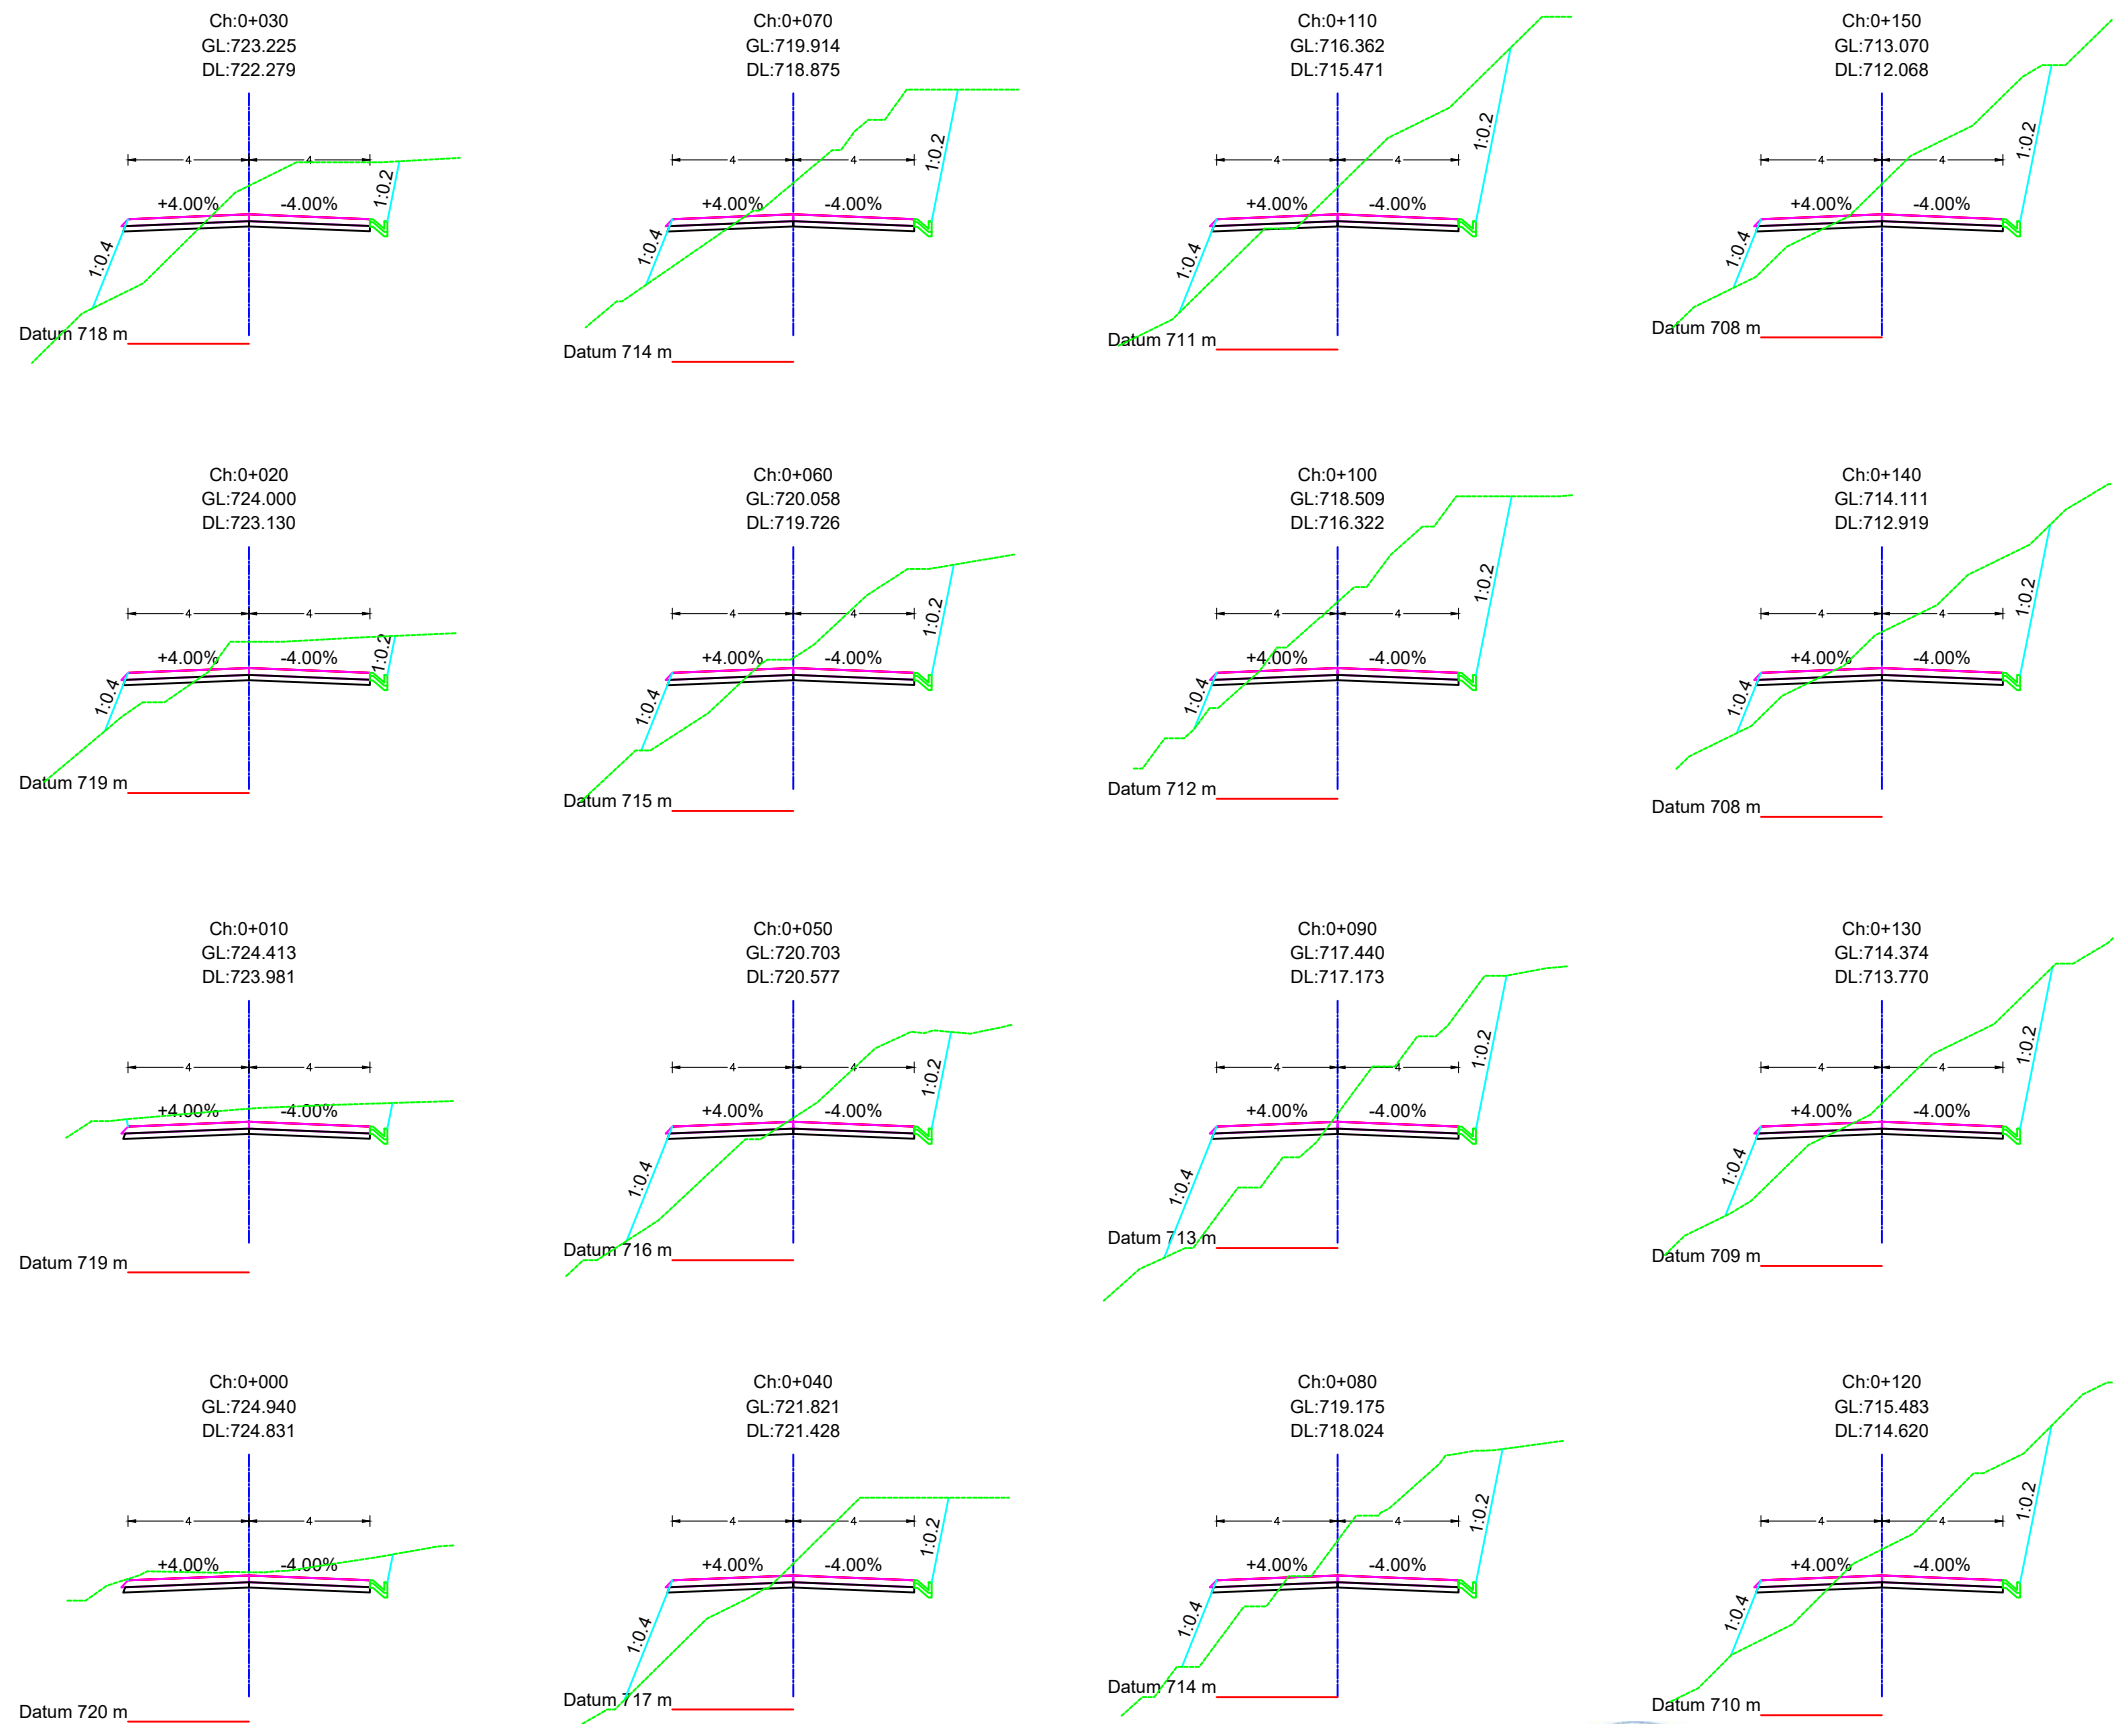 Ch:0+030
GL:723.225
DL:722.279
4 4
+4.00% -4.00%
1:0.4
1:0.2
Datum 718 m
Ch:0+070
GL:719.914
DL:718.875
4 4
+4.00% -4.00%
1:0.4
1:0.2
Datum 714 m
Ch:0+110
GL:716.362
DL:715.471
4 4
+4.00% -4.00%
1:0.4
1:0.2
Datum 711 m
Ch:0+150
GL:713.070
DL:712.068
4 4
+4.00% -4.00%
1:0.4
1:0.2
Datum 708 m
Ch:0+020
GL:724.000
DL:723.130
4 4
+4.00% -4.00%
1:0.4
1:0.2
Datum 719 m
Ch:0+060
GL:720.058
DL:719.726
4 4
+4.00% -4.00%
1:0.4
1:0.2
Datum 715 m
Ch:0+100
GL:718.509
DL:716.322
4 4
+4.00% -4.00%
1:0.4
1:0.2
Datum 712 m
Ch:0+140
GL:714.111
DL:712.919
4 4
+4.00% -4.00%
1:0.4
1:0.2
Datum 708 m
Ch:0+010
GL:724.413
DL:723.981
4 4
+4.00% -4.00%
Datum 719 m
Ch:0+050
GL:720.703
DL:720.577
4 4
+4.00% -4.00%
1:0.4
1:0.2
Datum 716 m
Ch:0+090
GL:717.440
DL:717.173
4 4
+4.00% -4.00%
1:0.4
1:0.2
Datum 713 m
Ch:0+130
GL:714.374
DL:713.770
4 4
+4.00% -4.00%
1:0.4
1:0.2
Datum 709 m
Ch:0+000
GL:724.940
DL:724.831
4 4
+4.00% -4.00%
Datum 720 m
Ch:0+040
GL:721.821
DL:721.428
4 4
+4.00% -4.00%
1:0.4
1:0.2
Datum 717 m
Ch:0+080
GL:719.175
DL:718.024
4 4
+4.00% -4.00%
1:0.4
1:0.2
Datum 714 m
Ch:0+120
GL:715.483
DL:714.620
4 4
+4.00% -4.00%
1:0.4
1:0.2
Datum 710 m